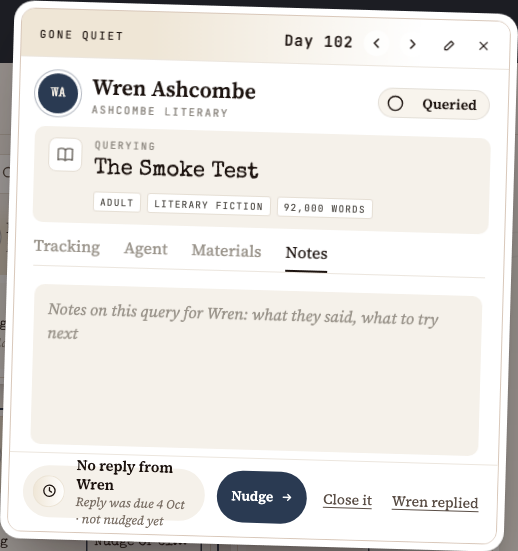 GONE QUIET
Day 102
WA
Wren Ashcombe
ASHCOMBE LITERARY
Queried
QUERYING
The Smoke Test
ADULT
LITERARY FICTION
92,000 WORDS
Tracking
Agent
Materials
Notes
Notes on this query for Wren: what they said, what to try
next
No reply from
Wren
Reply was due 4 Oct
· not nudged yet
Nudge →
Close it
Wren replied